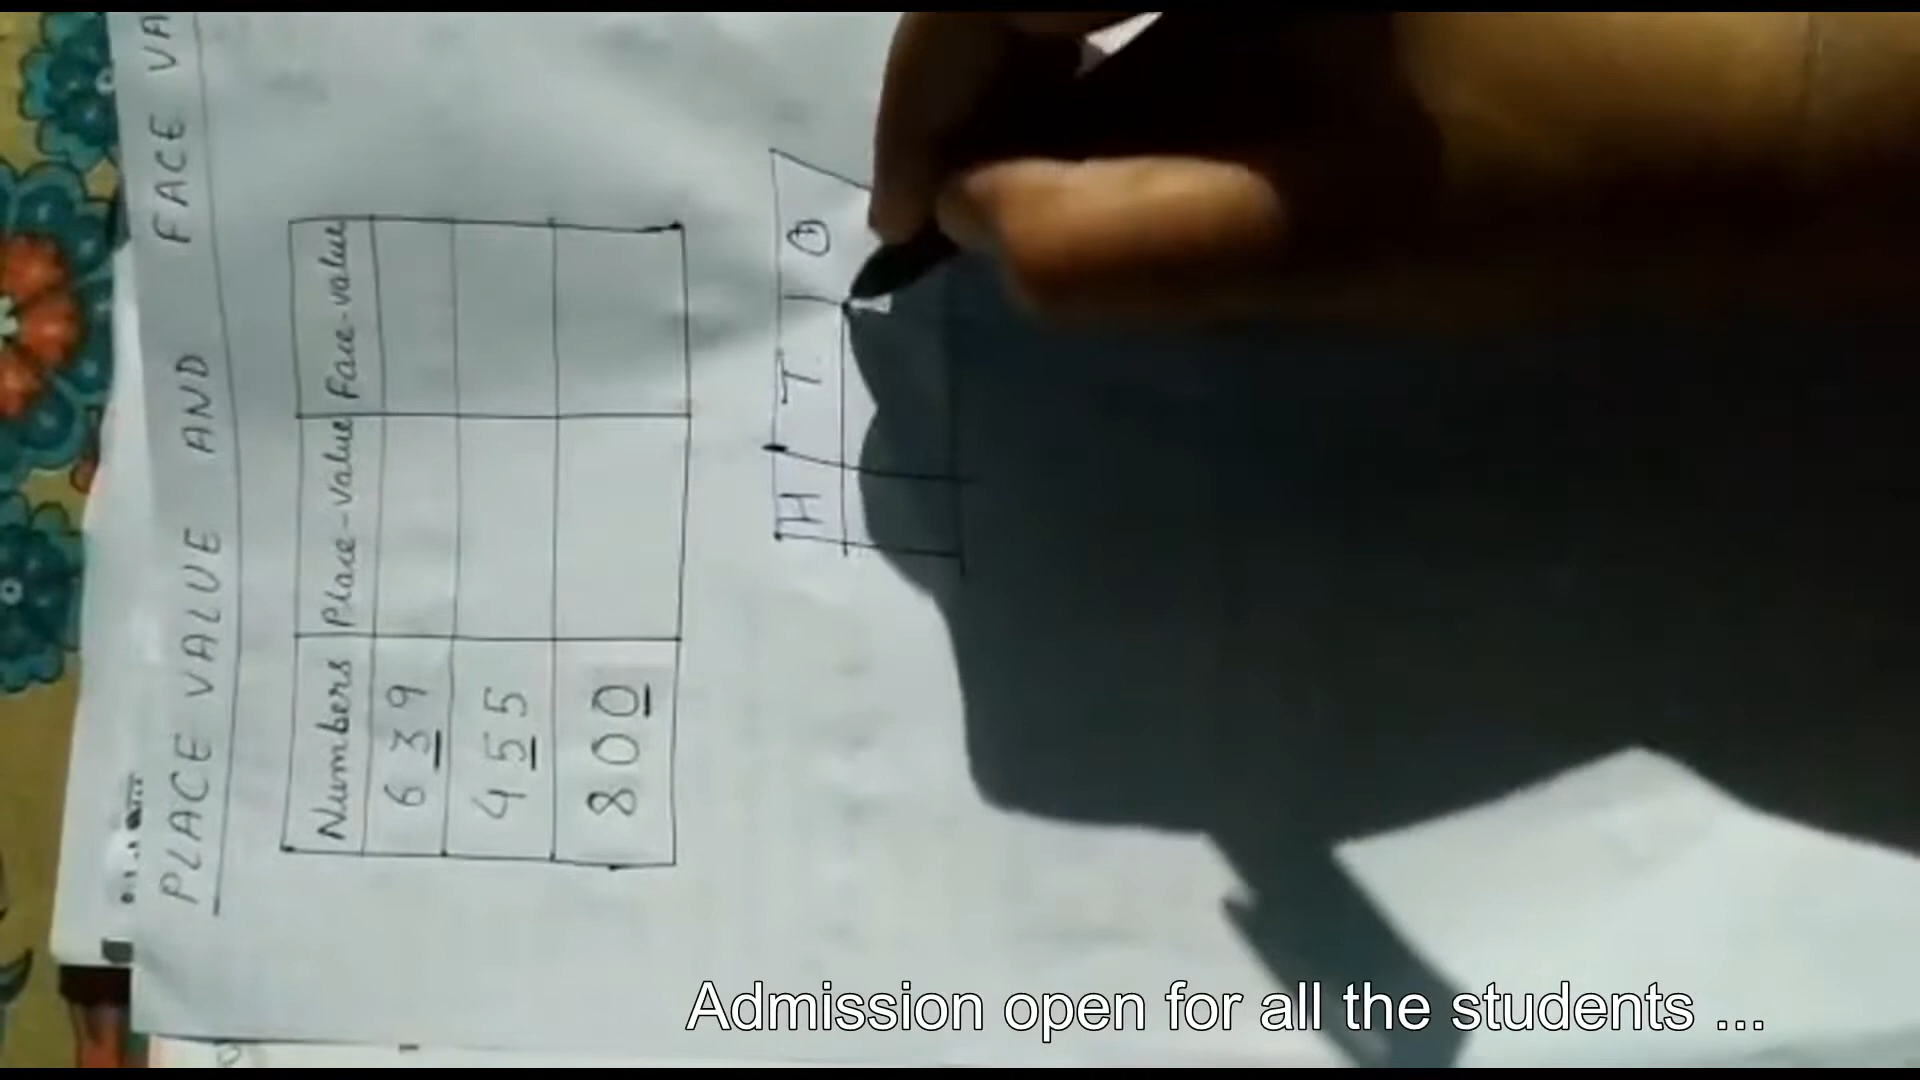 PLACE VALUE AND FACE VA
Numbers Place-value Face-value
639
455
800
H T O
Admission open for all the students ...